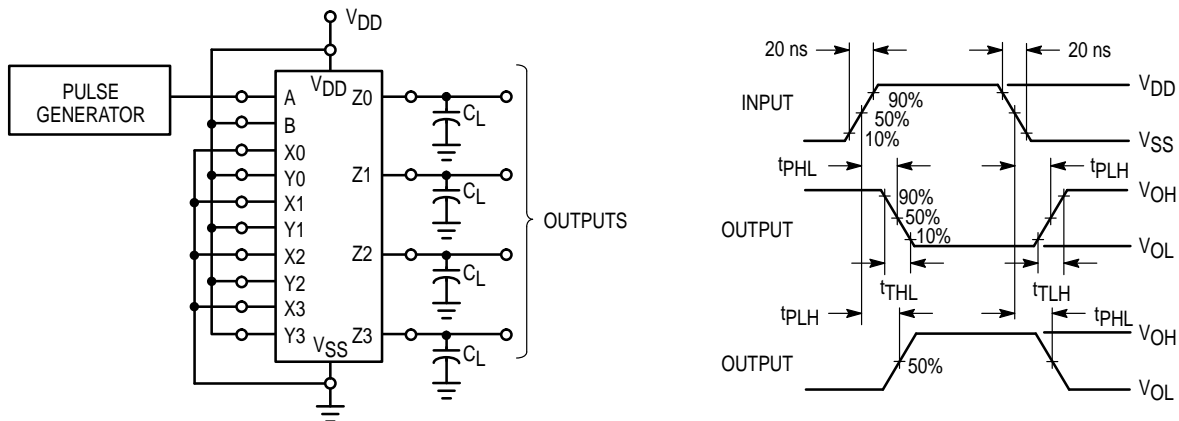 VDD
PULSE
GENERATOR
VDD
A
B
X0
Y0
X1
Y1
X2
Y2
X3
Y3
VSS
Z0
Z1
Z2
Z3
CL
CL
CL
CL
OUTPUTS
20 ns
20 ns
INPUT
90%
50%
10%
VDD
VSS
tPHL
tPLH
OUTPUT
90%
50%
10%
VOH
VOL
tTHL
tTLH
tPLH
tPHL
OUTPUT
50%
VOH
VOL